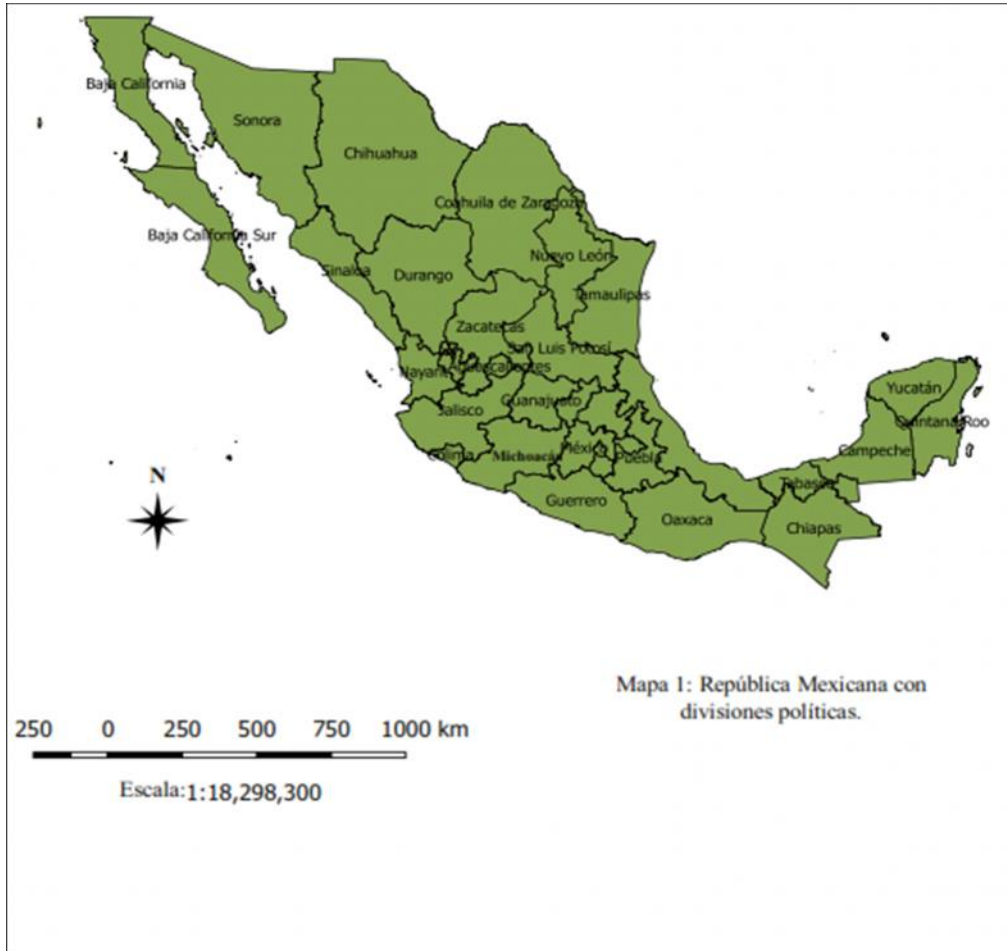 Baja California
Sonora
Chihuahua
Coahuila de Zaragoza
Baja California Sur
Nuevo León
Sinaloa
Durango
Tamaulipas
Zacatecas
San Luis Potosí
Aguascalientes
Nayarit
Yucatán
Guanajuato
Jalisco
Quintana Roo
Campeche
México
Colima
Michoacán
Puebla
Tabasco
N
Guerrero
Oaxaca
Chiapas
Mapa 1: República Mexicana con
divisiones políticas.
250 0 250 500 750 1000 km
Escala:1:18,298,300